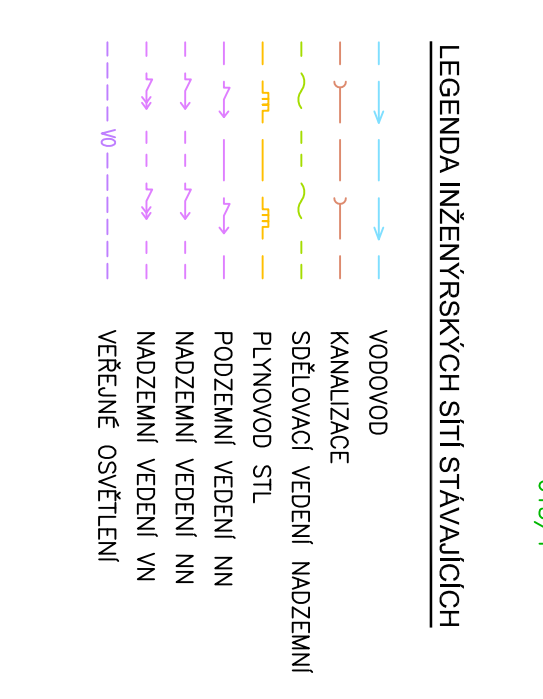 LEGENDA INŽENÝRSKÝCH SÍTÍ STÁVAJÍCÍCH
VODOVOD
KANALIZACE
SDĚLOVACÍ VEDENÍ NADZEMNÍ
PLYNOVOD STL
PODZEMNÍ VEDENÍ NN
NADZEMNÍ VEDENÍ NN
NADZEMNÍ VEDENÍ VN
VO VEŘEJNÉ OSVĚTLENÍ